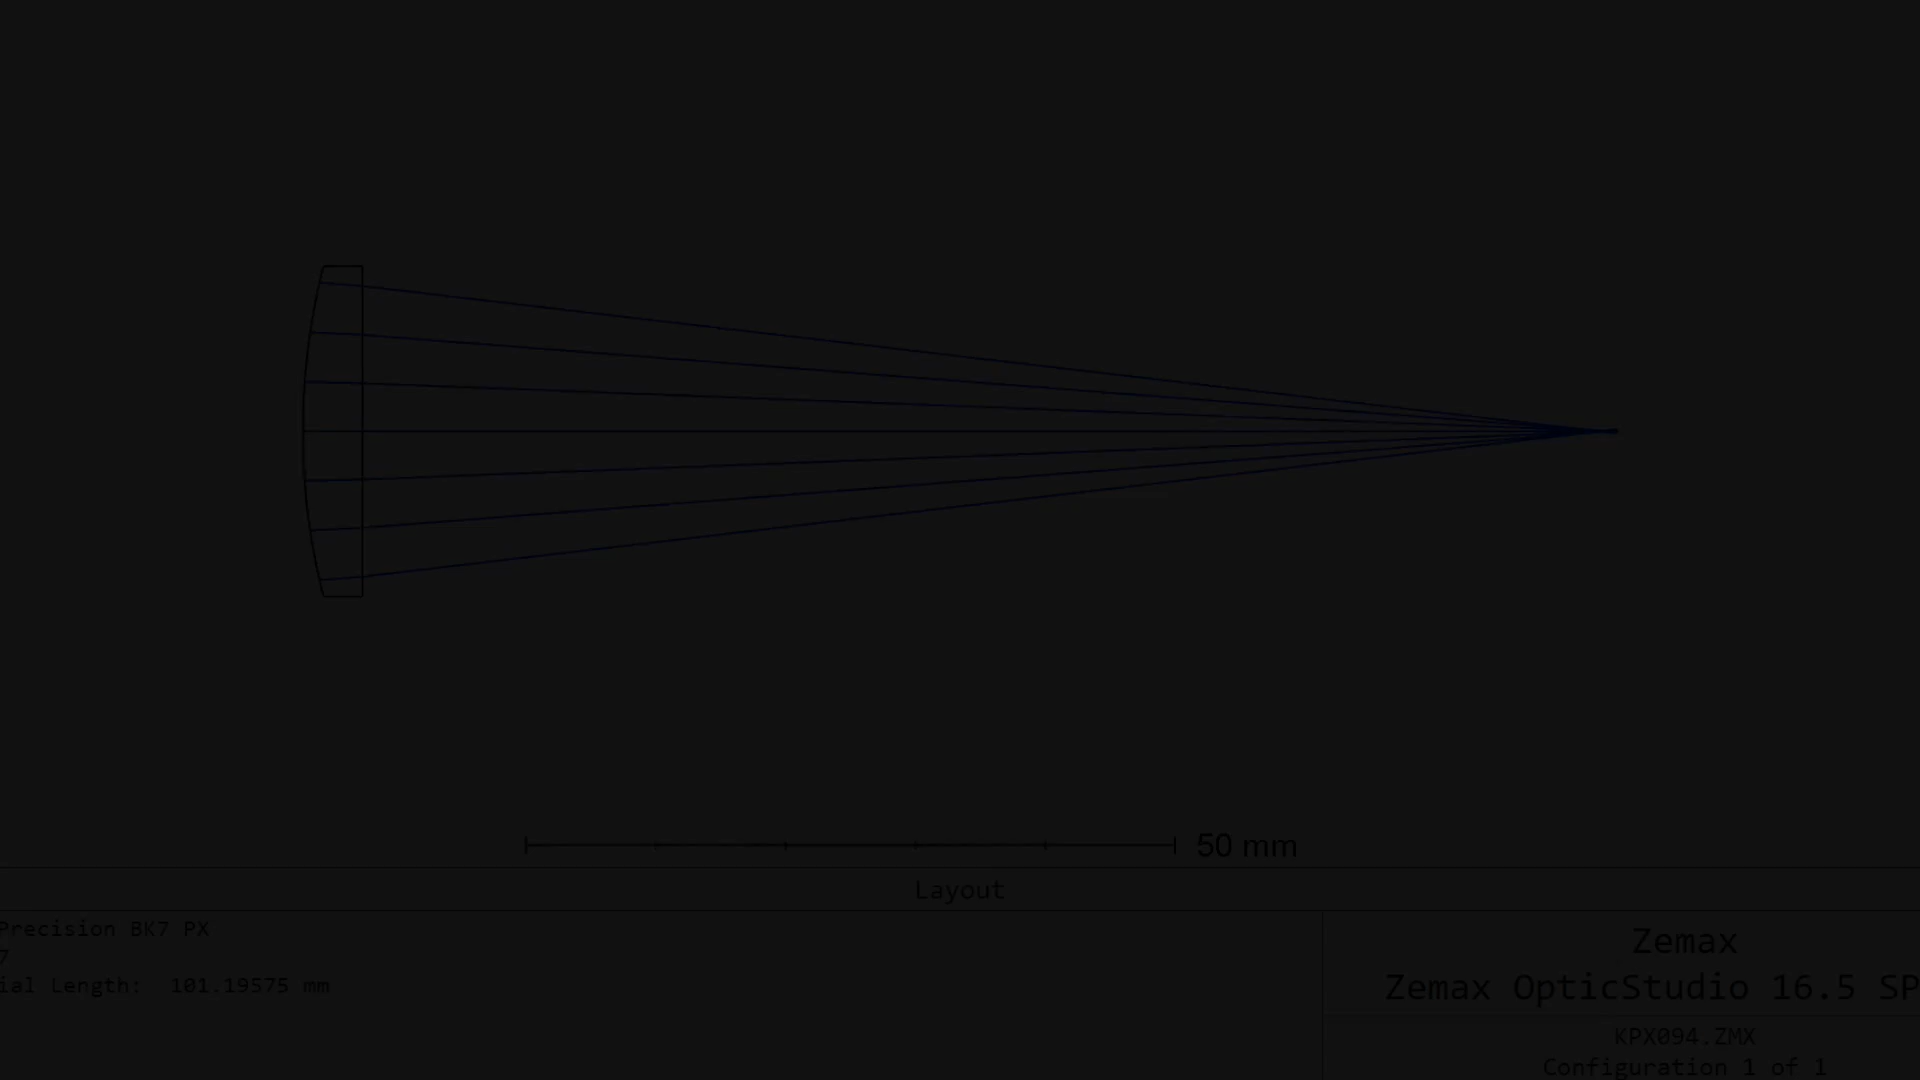 50 mm
Layout
Precision BK7 PX
7
ial Length: 101.19575 mm
Zemax
Zemax OpticStudio 16.5 SP
KPX094.ZMX
Configuration 1 of 1